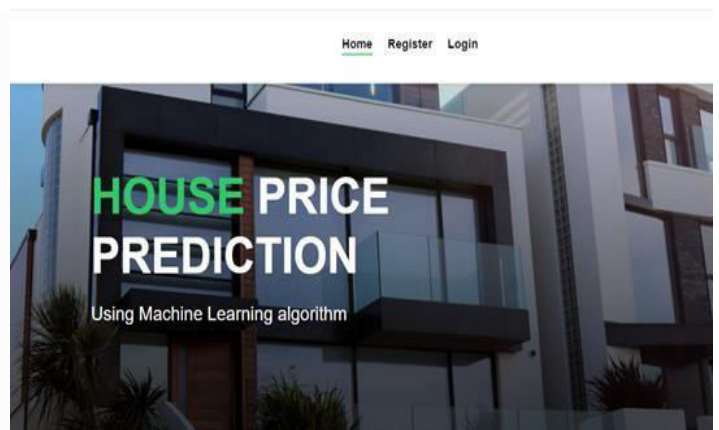 Home Register Login
HOUSE PRICE
PREDICTION
Using Machine Learning algorithm